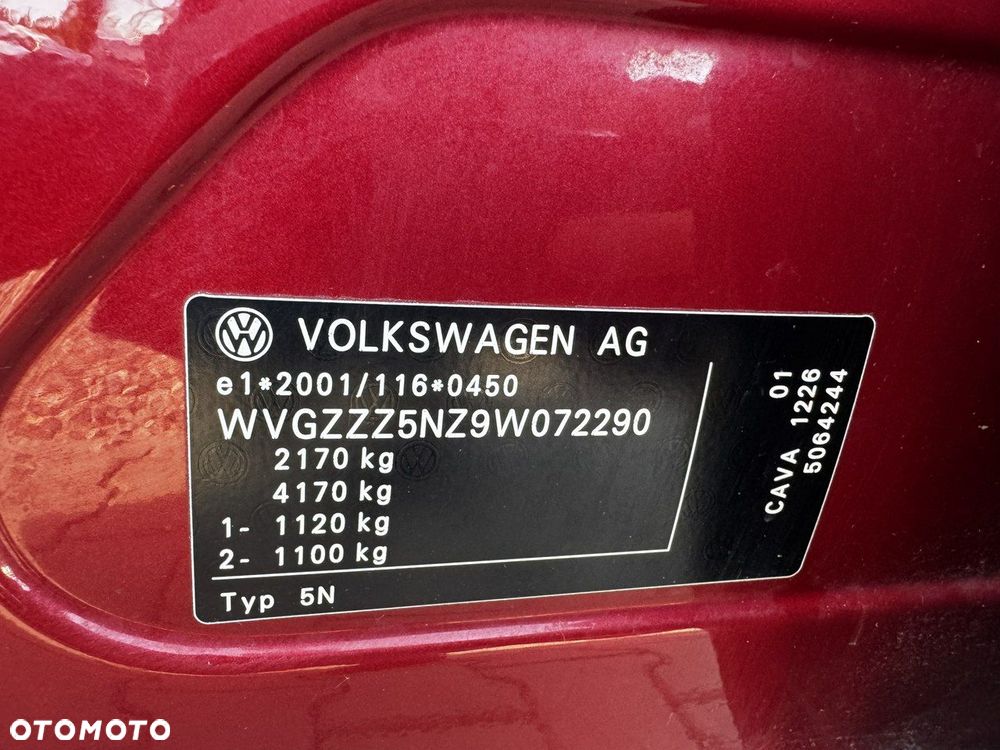 VOLKSWAGEN AG
e1*2001/116*0450
WVGZZZ5NZ9W072290
2170 kg
4170 kg
1- 1120 kg
2- 1100 kg
Typ 5N
01
CAVA 1226
5064244
OTOMOTO